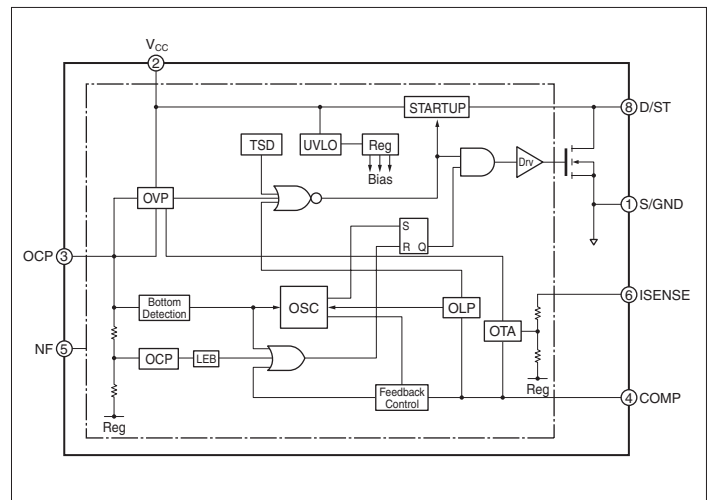 VCC
2
STARTUP
8 D/ST
TSD
UVLO
Reg
Drv
Bias
OVP
1 S/GND
S
R Q
OCP 3
6 ISENSE
Bottom
Detection
OSC
OLP
OTA
NF 5
OCP
LEB
Reg
Feedback
Control
4 COMP
Reg